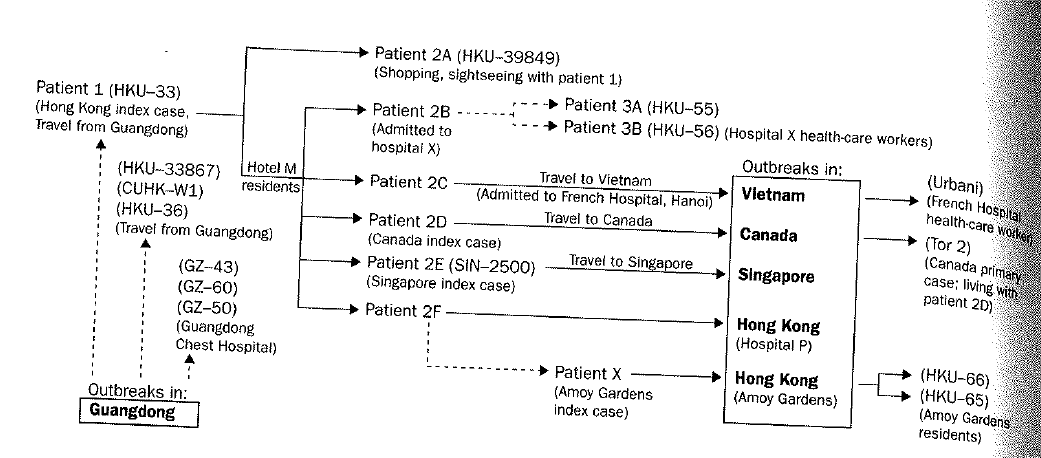 Patient 2A (HKU–39849)
(Shopping, sightseeing with patient 1)
Patient 1 (HKU–33)
(Hong Kong index case,
Travel from Guangdong)
Patient 2B
(Admitted to
hospital X)
Patient 3A (HKU–55)
Patient 3B (HKU–56) (Hospital X health-care workers)
Hotel M
residents
(HKU–33867)
(CUHK–W1)
(HKU–36)
(Travel from Guangdong)
Patient 2C
Travel to Vietnam
(Admitted to French Hospital, Hanoi)
Patient 2D
(Canada index case)
Travel to Canada
Patient 2E (SIN–2500)
(Singapore index case)
Travel to Singapore
Patient 2F
(GZ–43)
(GZ–60)
(GZ–50)
(Guangdong
Chest Hospital)
Patient X
(Amoy Gardens
index case)
Outbreaks in:
Guangdong
Outbreaks in:
Vietnam
Canada
Singapore
Hong Kong
(Hospital P)
Hong Kong
(Amoy Gardens)
(Urbani)
(French Hospital
health-care worker)
(Tor 2)
(Canada primary
case; living with
patient 2D)
(HKU–66)
(HKU–65)
(Amoy Gardens
residents)